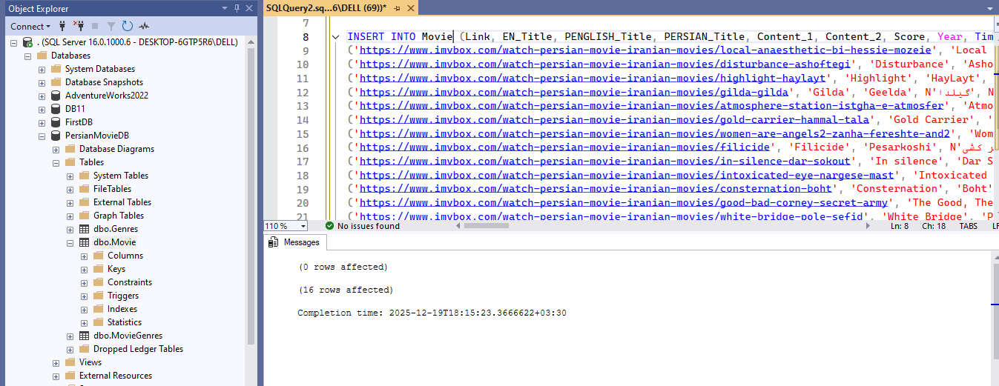 Object Explorer
Connect
. (SQL Server 16.0.1000.6 - DESKTOP-6GTP5R6\DELL)
Databases
System Databases
Database Snapshots
AdventureWorks2022
DB11
FirstDB
PersianMovieDB
Database Diagrams
Tables
System Tables
FileTables
External Tables
Graph Tables
dbo.Genres
dbo.Movie
Columns
Keys
Constraints
Triggers
Indexes
Statistics
dbo.MovieGenres
Dropped Ledger Tables
Views
External Resources
SQLQuery2.sq...6\DELL (69))*
7
8 INSERT INTO Movie (Link, EN_Title, PENGLISH_Title, PERSIAN_Title, Content_1, Content_2, Score, Year, Tim
9 ('https://www.imvbox.com/watch-persian-movie-iranian-movies/local-anaesthetic-bi-hessie-mozeie', 'Local
10 ('https://www.imvbox.com/watch-persian-movie-iranian-movies/disturbance-ashoftegi', 'Disturbance', 'Asho
11 ('https://www.imvbox.com/watch-persian-movie-iranian-movies/highlight-haylayt', 'Highlight', 'HayLayt',
12 ('https://www.imvbox.com/watch-persian-movie-iranian-movies/gilda-gilda', 'Gilda', 'Geelda', N'گیلدا', N
13 ('https://www.imvbox.com/watch-persian-movie-iranian-movies/atmosphere-station-istgha-e-atmosfer', 'Atmo
14 ('https://www.imvbox.com/watch-persian-movie-iranian-movies/gold-carrier-hammal-tala', 'Gold Carrier', '
15 ('https://www.imvbox.com/watch-persian-movie-iranian-movies/women-are-angels2-zanha-fereshte-and2', 'Wom
16 ('https://www.imvbox.com/watch-persian-movie-iranian-movies/filicide', 'Filicide', 'Pesarkoshi', N'ر کشی
17 ('https://www.imvbox.com/watch-persian-movie-iranian-movies/in-silence-dar-sokout', 'In silence', 'Dar S
18 ('https://www.imvbox.com/watch-persian-movie-iranian-movies/intoxicated-eye-nargese-mast', 'Intoxicated
19 ('https://www.imvbox.com/watch-persian-movie-iranian-movies/consternation-boht', 'Consternation', 'Boht'
20 ('https://www.imvbox.com/watch-persian-movie-iranian-movies/good-bad-corney-secret-army', 'The Good, The
21 ('https://www.imvbox.com/watch-persian-movie-iranian-movies/white-bridge-pole-sefid', 'White Bridge', 'P
110 %
No issues found
Ln: 8 Ch: 18 TABS LF
Messages
(0 rows affected)
(16 rows affected)
Completion time: 2025-12-19T18:15:23.3666622+03:30